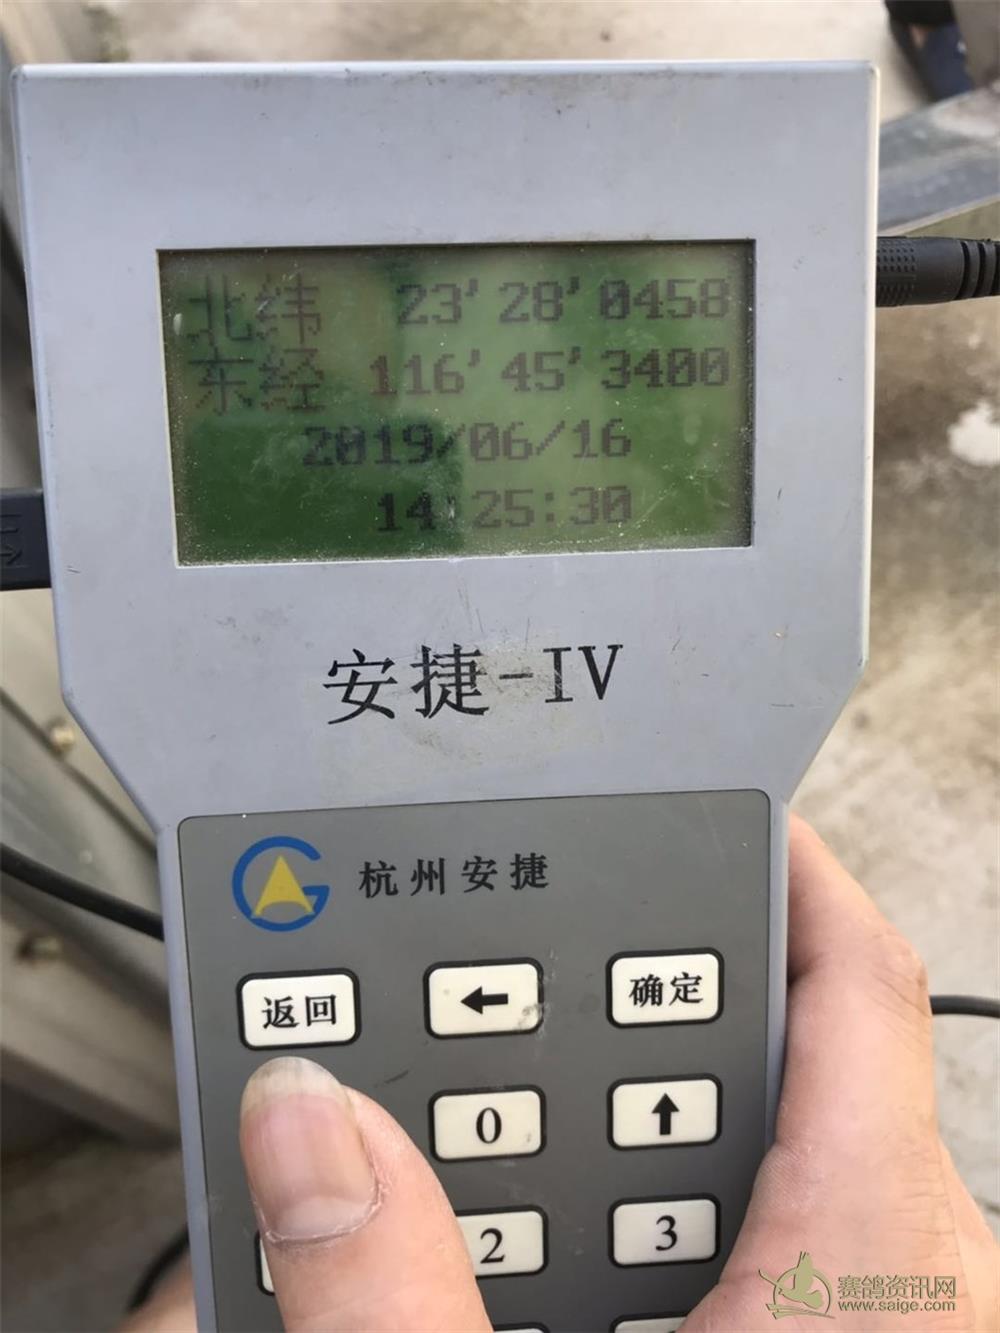 北纬 23'28'0458
东经 116'45'3400
2019/06/16
14:25:30
安捷-IV
杭州安捷
返回 ← 确定
0 ↑
2 3
赛鸽资讯网
www.saige.com